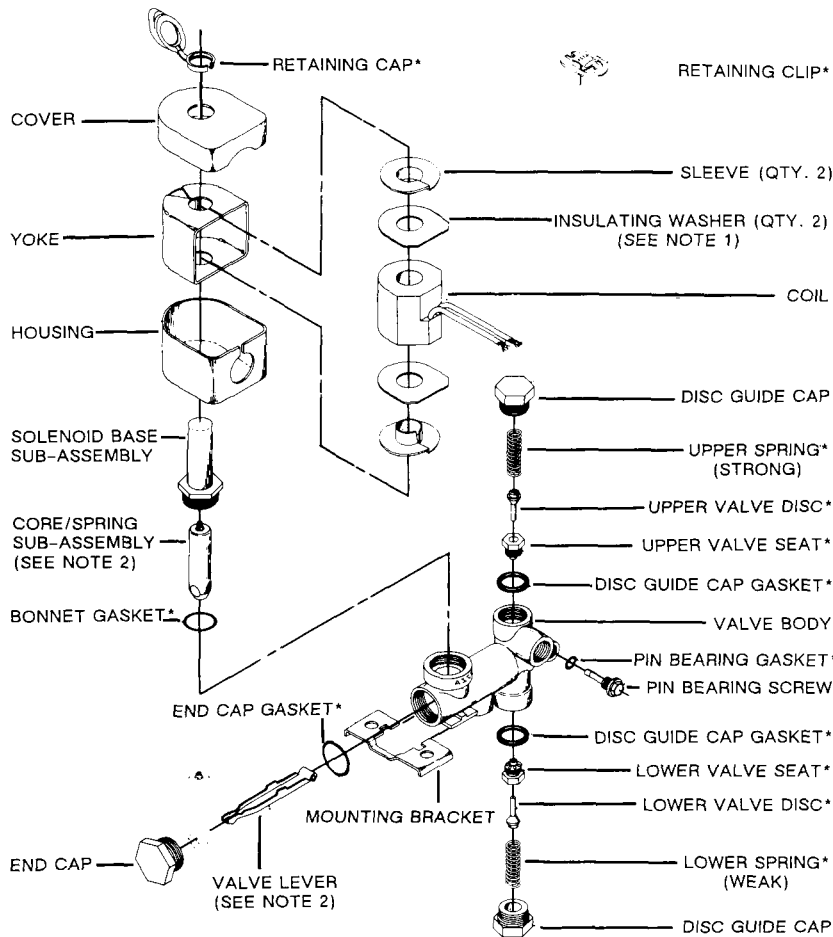 RETAINING CAP*
RETAINING CLIP*
COVER
SLEEVE (QTY. 2)
YOKE
INSULATING WASHER (QTY. 2)
(SEE NOTE 1)
COIL
HOUSING
DISC GUIDE CAP
SOLENOID BASE
SUB-ASSEMBLY
UPPER SPRING*
(STRONG)
UPPER VALVE DISC*
CORE/SPRING
SUB-ASSEMBLY
(SEE NOTE 2)
UPPER VALVE SEAT*
DISC GUIDE CAP GASKET*
BONNET GASKET*
VALVE BODY
PIN BEARING GASKET*
PIN BEARING SCREW
END CAP GASKET*
DISC GUIDE CAP GASKET*
LOWER VALVE SEAT*
MOUNTING BRACKET
LOWER VALVE DISC*
END CAP
VALVE LEVER
(SEE NOTE 2)
LOWER SPRING*
(WEAK)
DISC GUIDE CAP